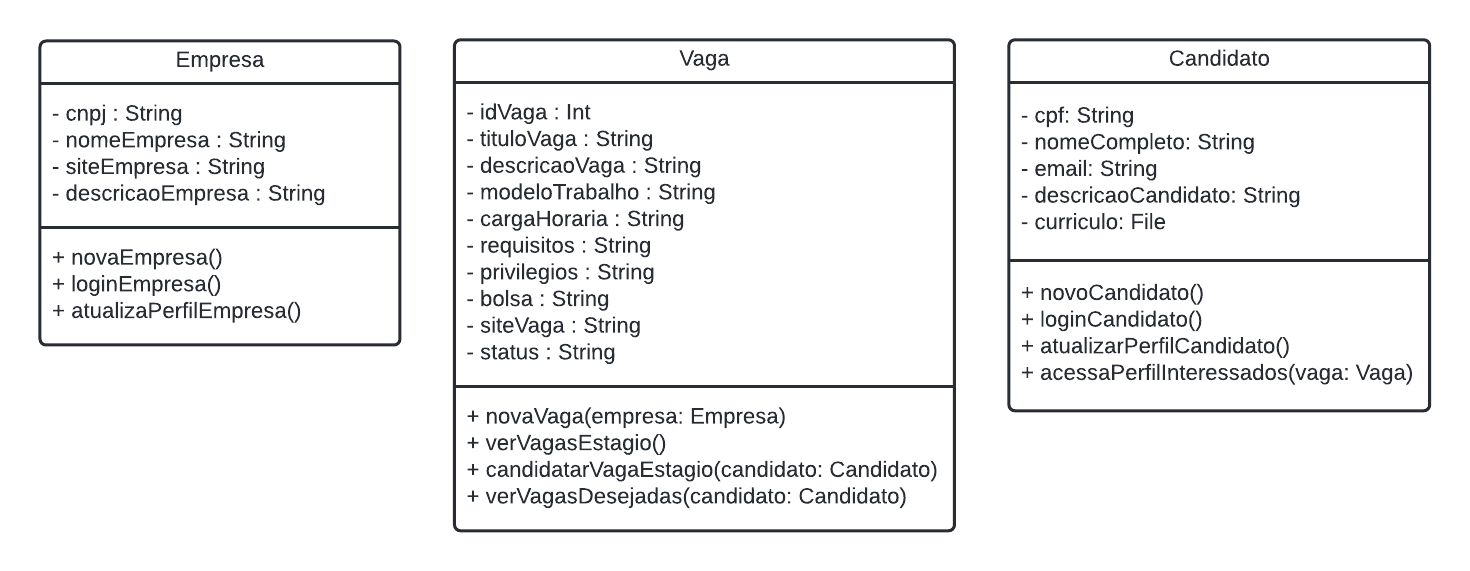 Empresa
- cnpj : String
- nomeEmpresa : String
- siteEmpresa : String
- descricaoEmpresa : String
+ novaEmpresa()
+ loginEmpresa()
+ atualizaPerfilEmpresa()
Vaga
- idVaga : Int
- tituloVaga : String
- descricaoVaga : String
- modeloTrabalho : String
- cargaHoraria : String
- requisitos : String
- privilegios : String
- bolsa : String
- siteVaga : String
- status : String
+ novaVaga(empresa: Empresa)
+ verVagasEstagio()
+ candidatarVagaEstagio(candidato: Candidato)
+ verVagasDesejadas(candidato: Candidato)
Candidato
- cpf: String
- nomeCompleto: String
- email: String
- descricaoCandidato: String
- curriculo: File
+ novoCandidato()
+ loginCandidato()
+ atualizarPerfilCandidato()
+ acessaPerfilInteressados(vaga: Vaga)